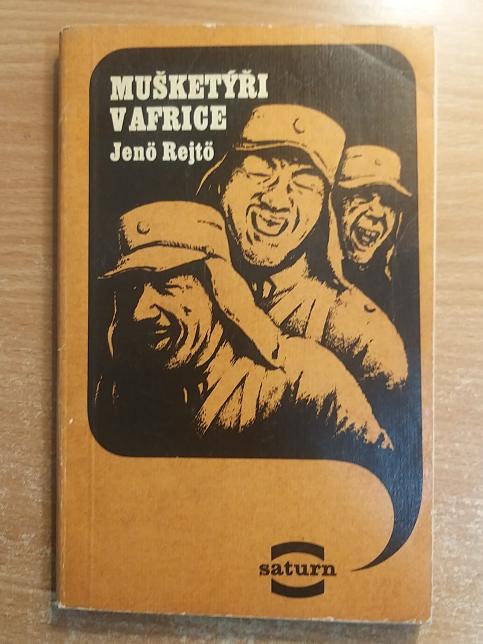 MUŠKETÝŘI
V AFRICE
Jenö Rejtö
saturn